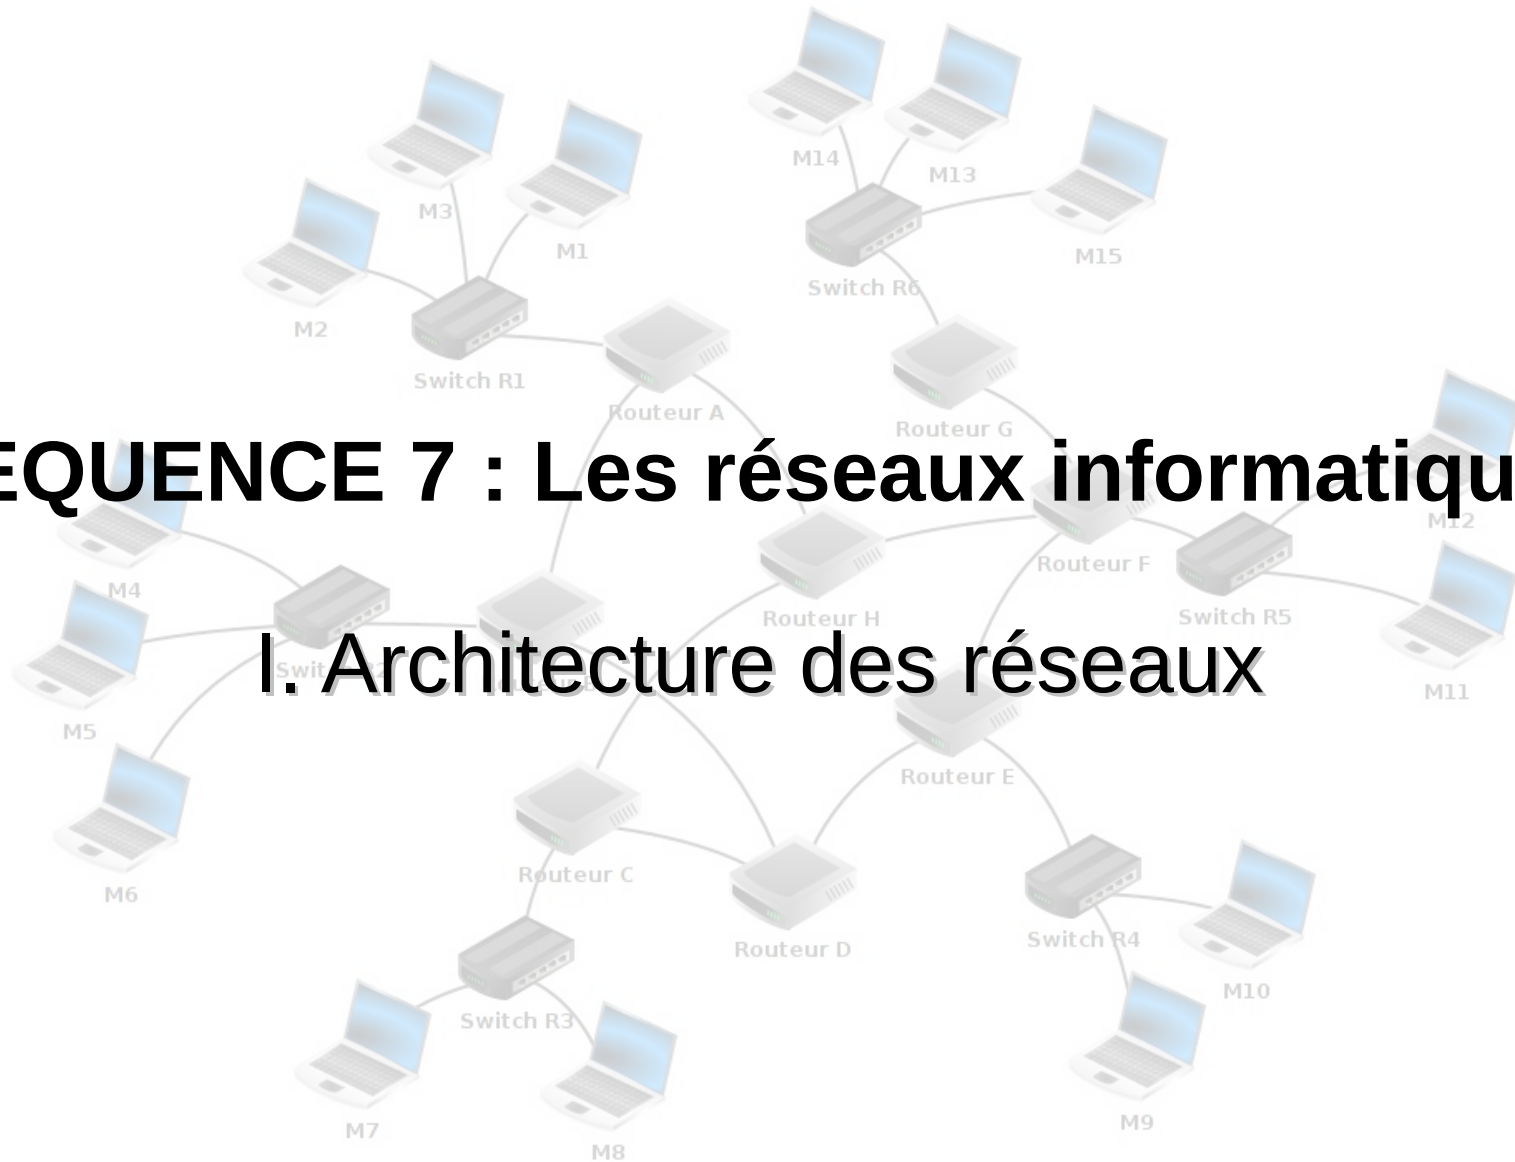 M14
M13
M3
M1
M15
Switch R6
M2
Switch R1
Routeur A
Routeur G
EQUENCE 7 : Les réseaux informatiqu
M12
Routeur F
M4
Routeur H
Switch R5
I. Architecture des réseaux
M11
M5
Routeur E
Routeur C
M6
Switch R4
Routeur D
M10
Switch R3
M9
M7
M8